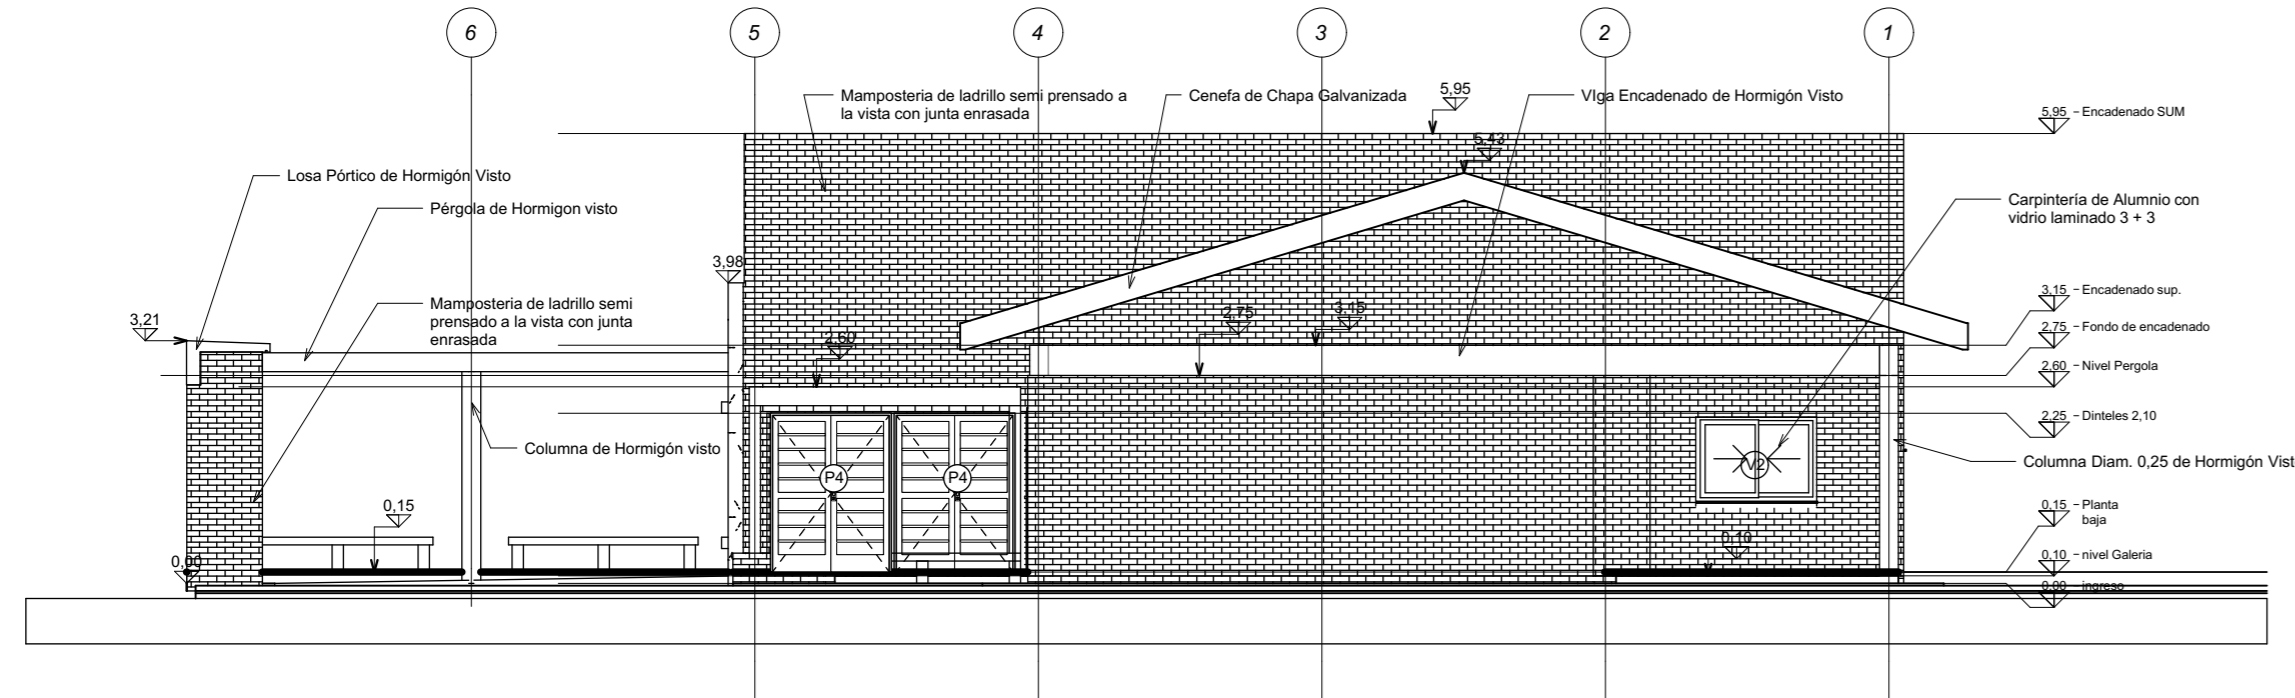 6
5
4
3
2
1
Mamposteria de ladrillo semi prensado a
la vista con junta enrasada
Cenefa de Chapa Galvanizada
5,95
VIga Encadenado de Hormigón Visto
5,95 - Encadenado SUM
5,43
Losa Pórtico de Hormigón Visto
Pérgola de Hormigon visto
Carpintería de Alumnio con
vidrio laminado 3 + 3
3,98
3,15 - Encadenado sup.
Mamposteria de ladrillo semi
prensado a la vista con junta
enrasada
3,21
2,60
2,75
3,15
2,75 - Fondo de encadenado
2,60 - Nivel Pergola
2,25 - Dinteles 2,10
Columna de Hormigón visto
Columna Diam. 0,25 de Hormigón Vist
P4
P4
V2
0,15
0,15 - Planta
baja
0,10
0,10 - nivel Galeria
0,00
0,00 - ingreso